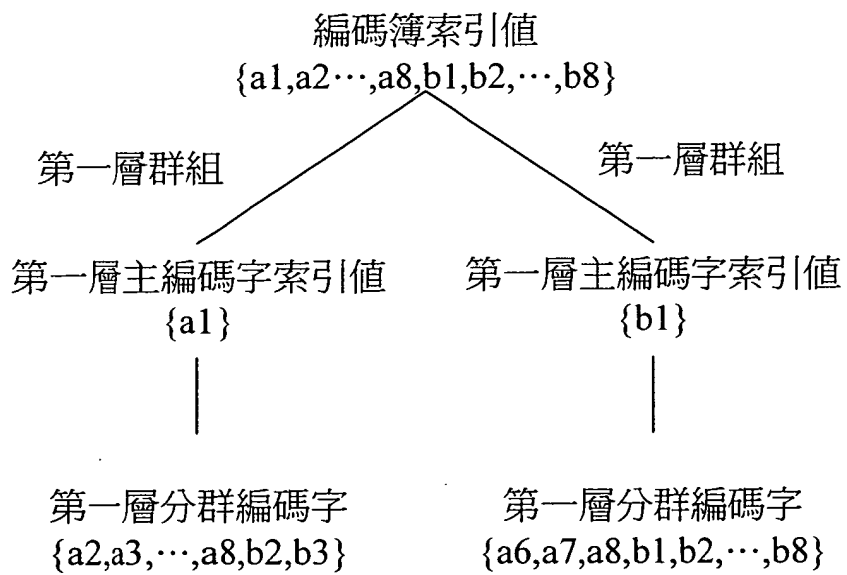 編碼簿索引值
{a1,a2⋯,a8,b1,b2,⋯,b8}
第一層群組
第一層群組
第一層主編碼字索引值
{a1}
第一層主編碼字索引值
{b1}
第一層分群編碼字
{a2,a3,⋯,a8,b2,b3}
第一層分群編碼字
{a6,a7,a8,b1,b2,⋯,b8}